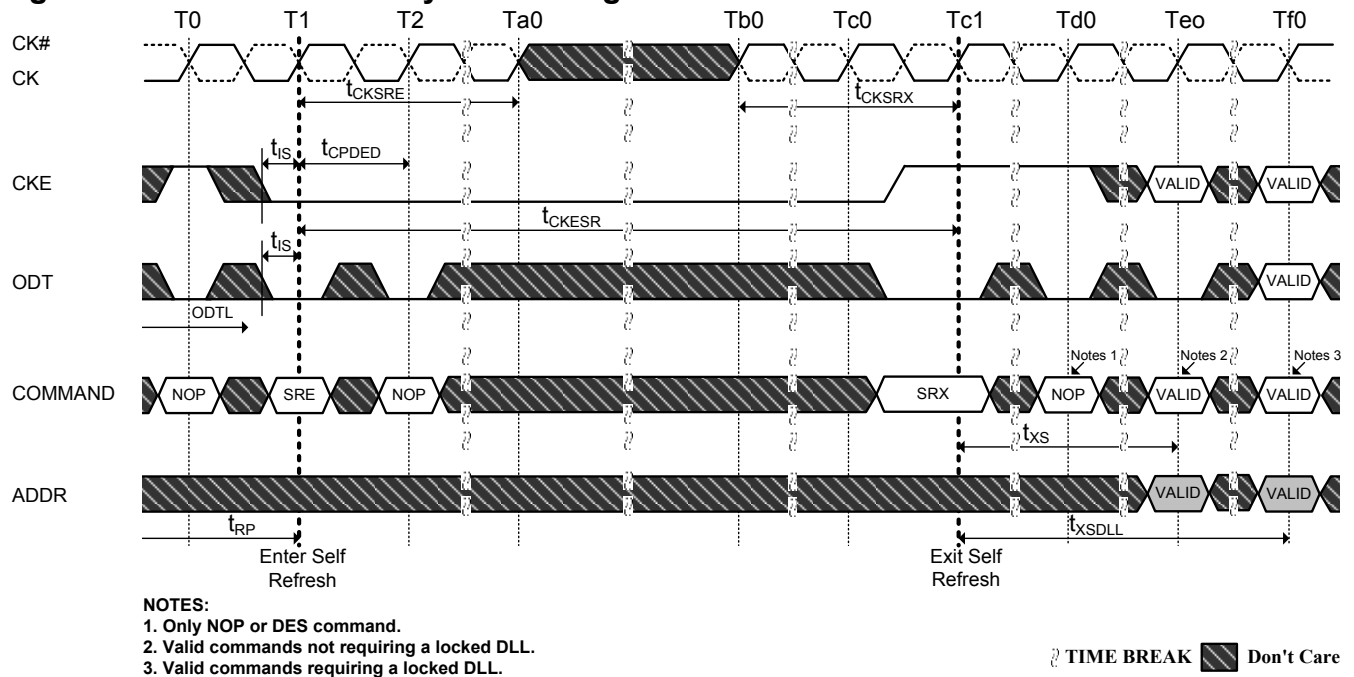 T0 T1 T2 Ta0 Tb0 Tc0 Tc1 Td0 Teo Tf0
CK#
CK
tCKSRE tCKSRX
tIS tCPDED
CKE VALID VALID
tCKESR
tIS
ODT VALID
ODTL
Notes 1 Notes 2 Notes 3
COMMAND NOP SRE NOP SRX NOP VALID VALID
tXS
ADDR VALID VALID
tRP tXSDLL
Enter Self
Refresh
Exit Self
Refresh
NOTES:
1. Only NOP or DES command.
2. Valid commands not requiring a locked DLL.
3. Valid commands requiring a locked DLL.
TIME BREAK Don't Care